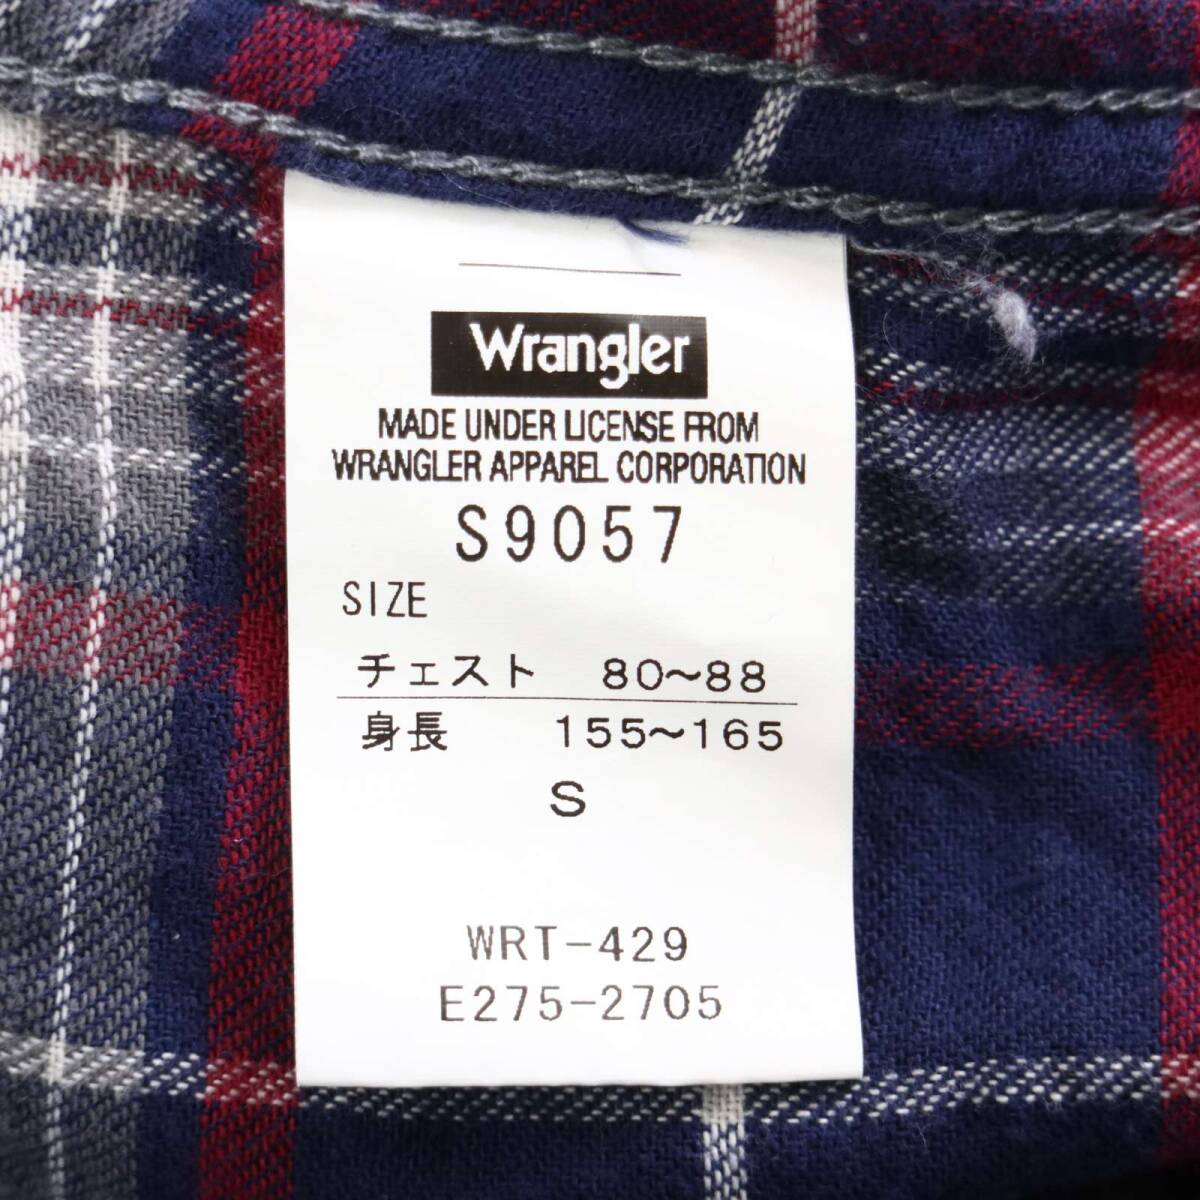 Wrangler
MADE UNDER LICENSE FROM
WRANGLER APPAREL CORPORATION
S9057
SIZE
チェスト 80~88
身長 155~165
S
WRT-429
E275-2705